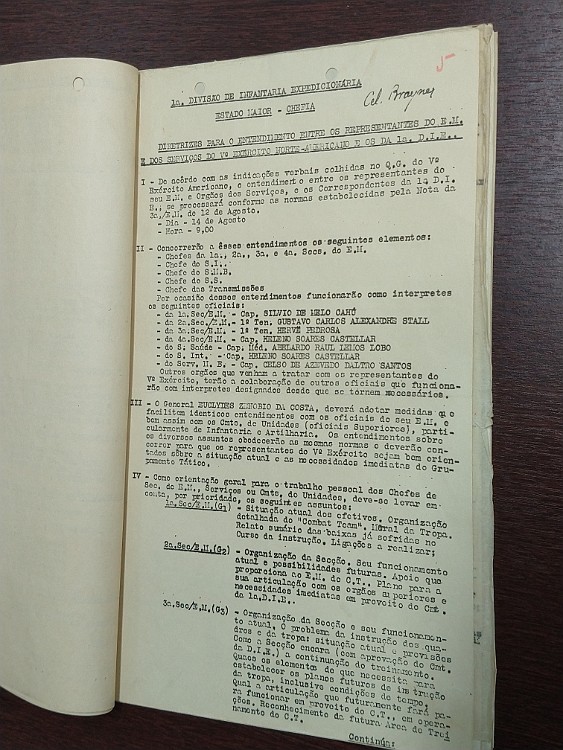 5
Cel. Brayner
1a. DIVISÃO DE INFANTARIA EXPEDICIONÁRIA
ESTADO MAIOR - CHEFIA
DIRETRIZES PARA O ENTENDIMENTO ENTRE OS REPRESENTANTES DO E.M.
E DOS SERVIÇOS DO Vº EXÉRCITO NORTE-AMERICANO E OS DA 1a. D.I.E..
I - De acôrdo com as indicações verbais colhidas no Q.G. do Vº
Exército Americano, o entendimento entre os representantes do
seu E.M. e Orgãos dos Serviços, e os Correspondentes da 1a D.I.
E.; se processará conforme as normas estabelecidas pela Nota da
3a./E.M. de 12 de Agosto.
- Dia - 14 de Agosto
- Hora - 9,00
II - Concorrerão a êsses entendimentos os seguintes elementos:
- Chefes da 1a., 2a., 3a. e 4a. Secs. do E.M.
- Chefe do S.I..
- Chefe do S.M.B.
- Chefe do S.S.
- Chefe das Transmissões
Por ocasião desses entendimentos funcionarão como interpretes
os seguintes oficiais:
- da 1a.Sec/E.M. - Cap. SILVIO DE MELO CAHÚ
- da 2a.Sec./E.M.- 1º Ten. GUSTAVO CARLOS ALEXANDRE STALL
- da 3a.Sec/E.M. - 1º Ten. HERVÊ PEDROSA
- da 4a.Sec/E.M. - Cap. HELENO SOARES CASTELLAR
- do S. Saúde - Cap. Méd. ABELARDO RAUL LEMOS LOBO
- do S. Int. - Cap. HELENO SOARES CASTELLAR
- do Serv. M. B. - Cap. CELSO DE AZEVEDO DALTRO SANTOS
Outros orgãos que venham a tratar com os representantes do
Vº Exército, terão a colaboração de outros oficiais que funciona-
rão com interpretes designados desde que se tornem necessários.
III - O General EUCLYDES ZENOBIO DA COSTA, deverá adotar medidas que
facilitem identicos entendimentos com os oficiais do seu E.M. e
bem assim com os Cmts. de Unidades (oficiais Superiores), parti-
cularmente de Infantaria e Artilharia. Os entendimentos sobre
os diversos assuntos obedecerão as mesmas normas e deverão con-
correr para que os representantes do Vº Exército sejam bem orien-
tados sôbre a situação atual e as necessidades imediatas do Gru-
pamento Tático.
IV - Como orientação geral para o trabalho pessoal dos Chefes de
Sec. de E.M., Serviços ou Cmts. de Unidades, deve-se levar em
conta, por prioridade, os seguintes assuntos:
1a.Sec/E.M.(G1) - Situação atual dos efetivos. Organização
detalhada do "Combat Team". Moral da Tropa.
Relato sumário das baixas já sofridas no
Curso da instrução. Ligações a realizar;
2a.Sec/E.M.(G2) - Organização da Secção. Seu funcionamento
atual e possibilidades futuras. Apoio que
proporciona ao E.M. do C.T.. Plano para a
sua articulação com os orgãos superiores e
necessidades imediatas em proveito do Cmt.
da 1a.D.I.E..
3a.Sec/E.M.(G3) - Organização da Secção e seu funcionamen-
to atual. O problema da instrução dos qua-
dros e da tropa: situação atual e previsões
Como a Secção encara (com aprovação do Cmt.
da D.I.E.) a continuação do treinamento.
Quaes os elementos de que necessita para
estabelecer os planos futuros de instrução
da tropa, inclusive condições de tempo.
Qual a articulação que futuramente fará pa-
ra funcionar em proveito do C.T., em opera-
ções. Reconhecimento da futura Área de Trei
namento do C.T.
Continúa: